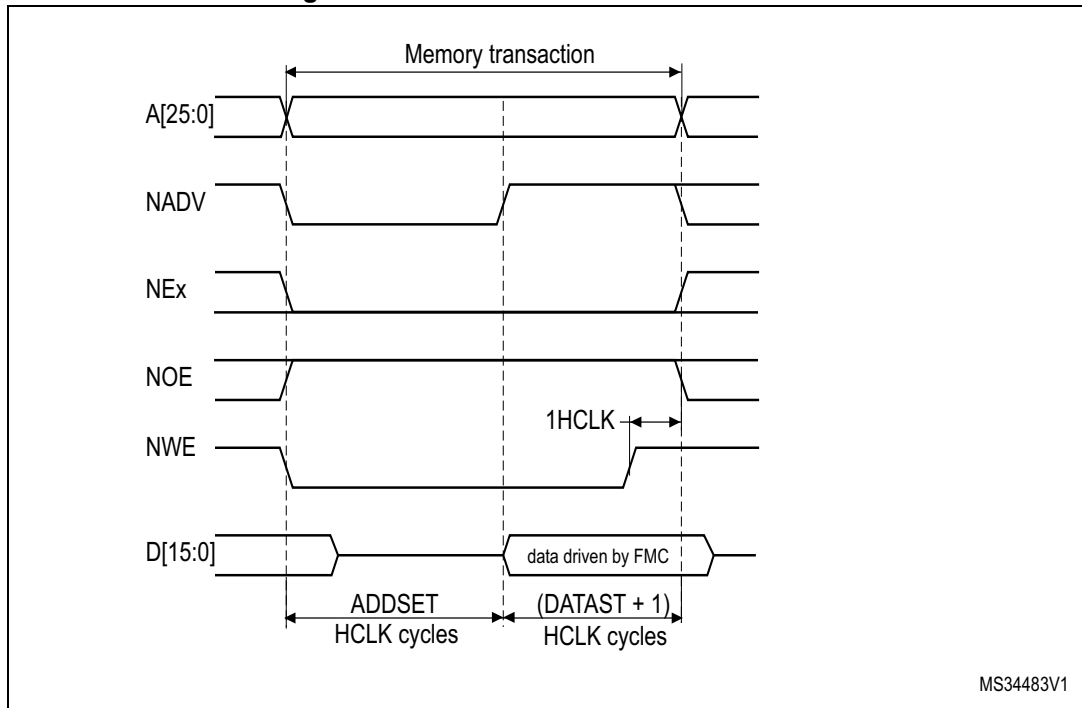 Memory transaction
A[25:0]
NADV
NEx
NOE
1HCLK
NWE
D[15:0]
data driven by FMC
ADDSET
HCLK cycles
(DATAST + 1)
HCLK cycles
MS34483V1